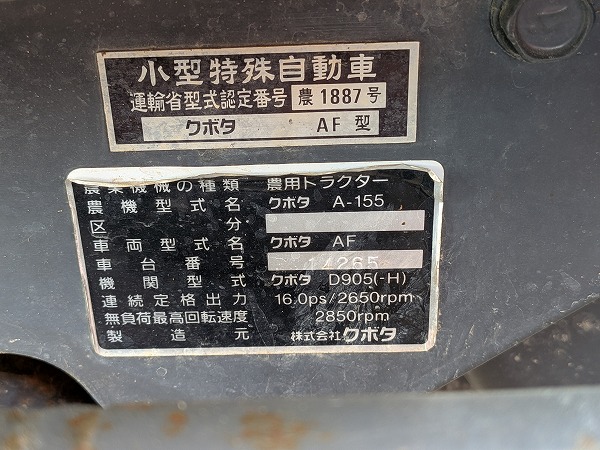 小型特殊自動車
運輸省型式認定番号 農1887号
クボタ AF型
農業機械の種類 農用トラクター
農機型式名 クボタ A-155
区分
車両型式名 クボタ AF
車台番号 14265
機関型式 クボタ D905(-H)
連続定格出力 16.0ps/2650rpm
無負荷最高回転速度 2850rpm
製造元 株式会社クボタ